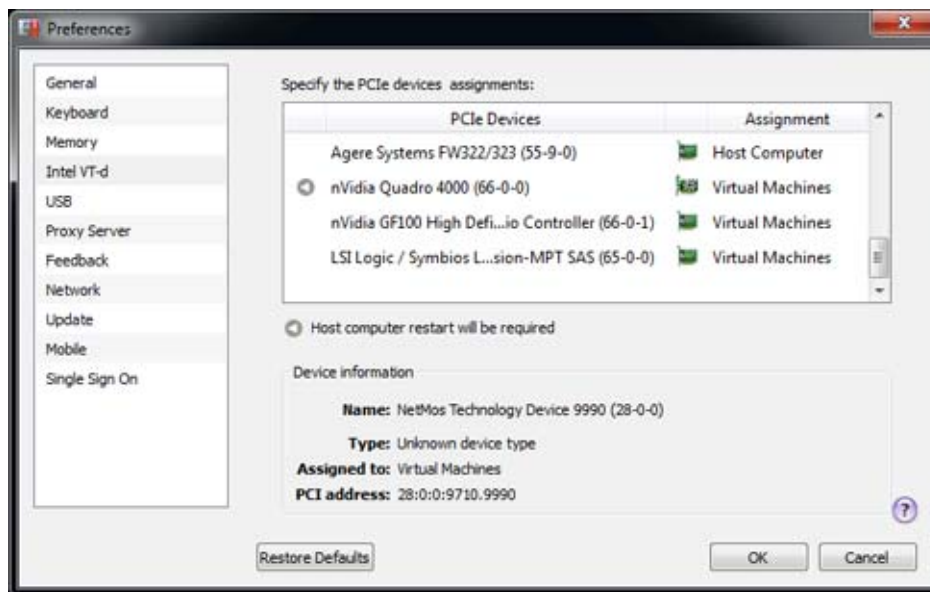 Preferences
General
Keyboard
Memory
Intel VT-d
USB
Proxy Server
Feedback
Network
Update
Mobile
Single Sign On
Specify the PCIe devices assignments:
PCIe Devices Assignment
Agere Systems FW322/323 (55-9-0) Host Computer
nVidia Quadro 4000 (66-0-0) Virtual Machines
nVidia GF100 High Defi...io Controller (66-0-1) Virtual Machines
LSI Logic / Symbios L...sion-MPT SAS (65-0-0) Virtual Machines
Host computer restart will be required
Device information
Name: NetMos Technology Device 9990 (28-0-0)
Type: Unknown device type
Assigned to: Virtual Machines
PCI address: 28:0:0:9710.9990
?
Restore Defaults OK Cancel